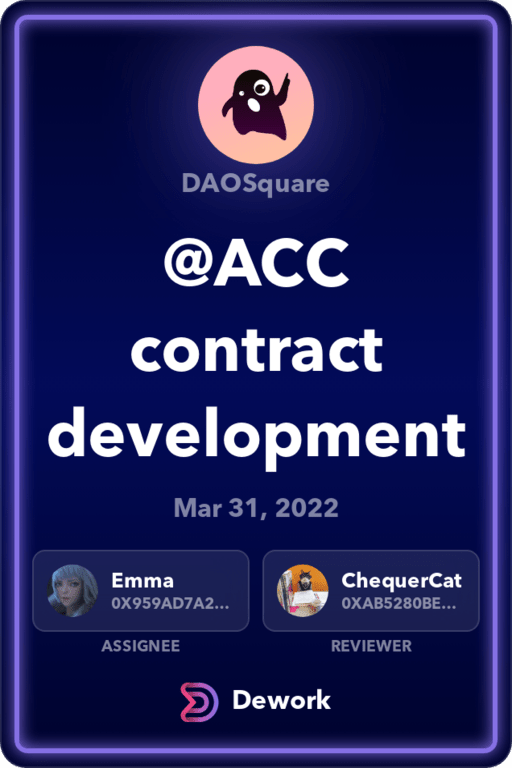 DAOSquare
@ACC
contract
development
Mar 31, 2022
Emma
0X959AD7A2...
ASSIGNEE
ChequerCat
0XAB5280BE...
REVIEWER
Dework